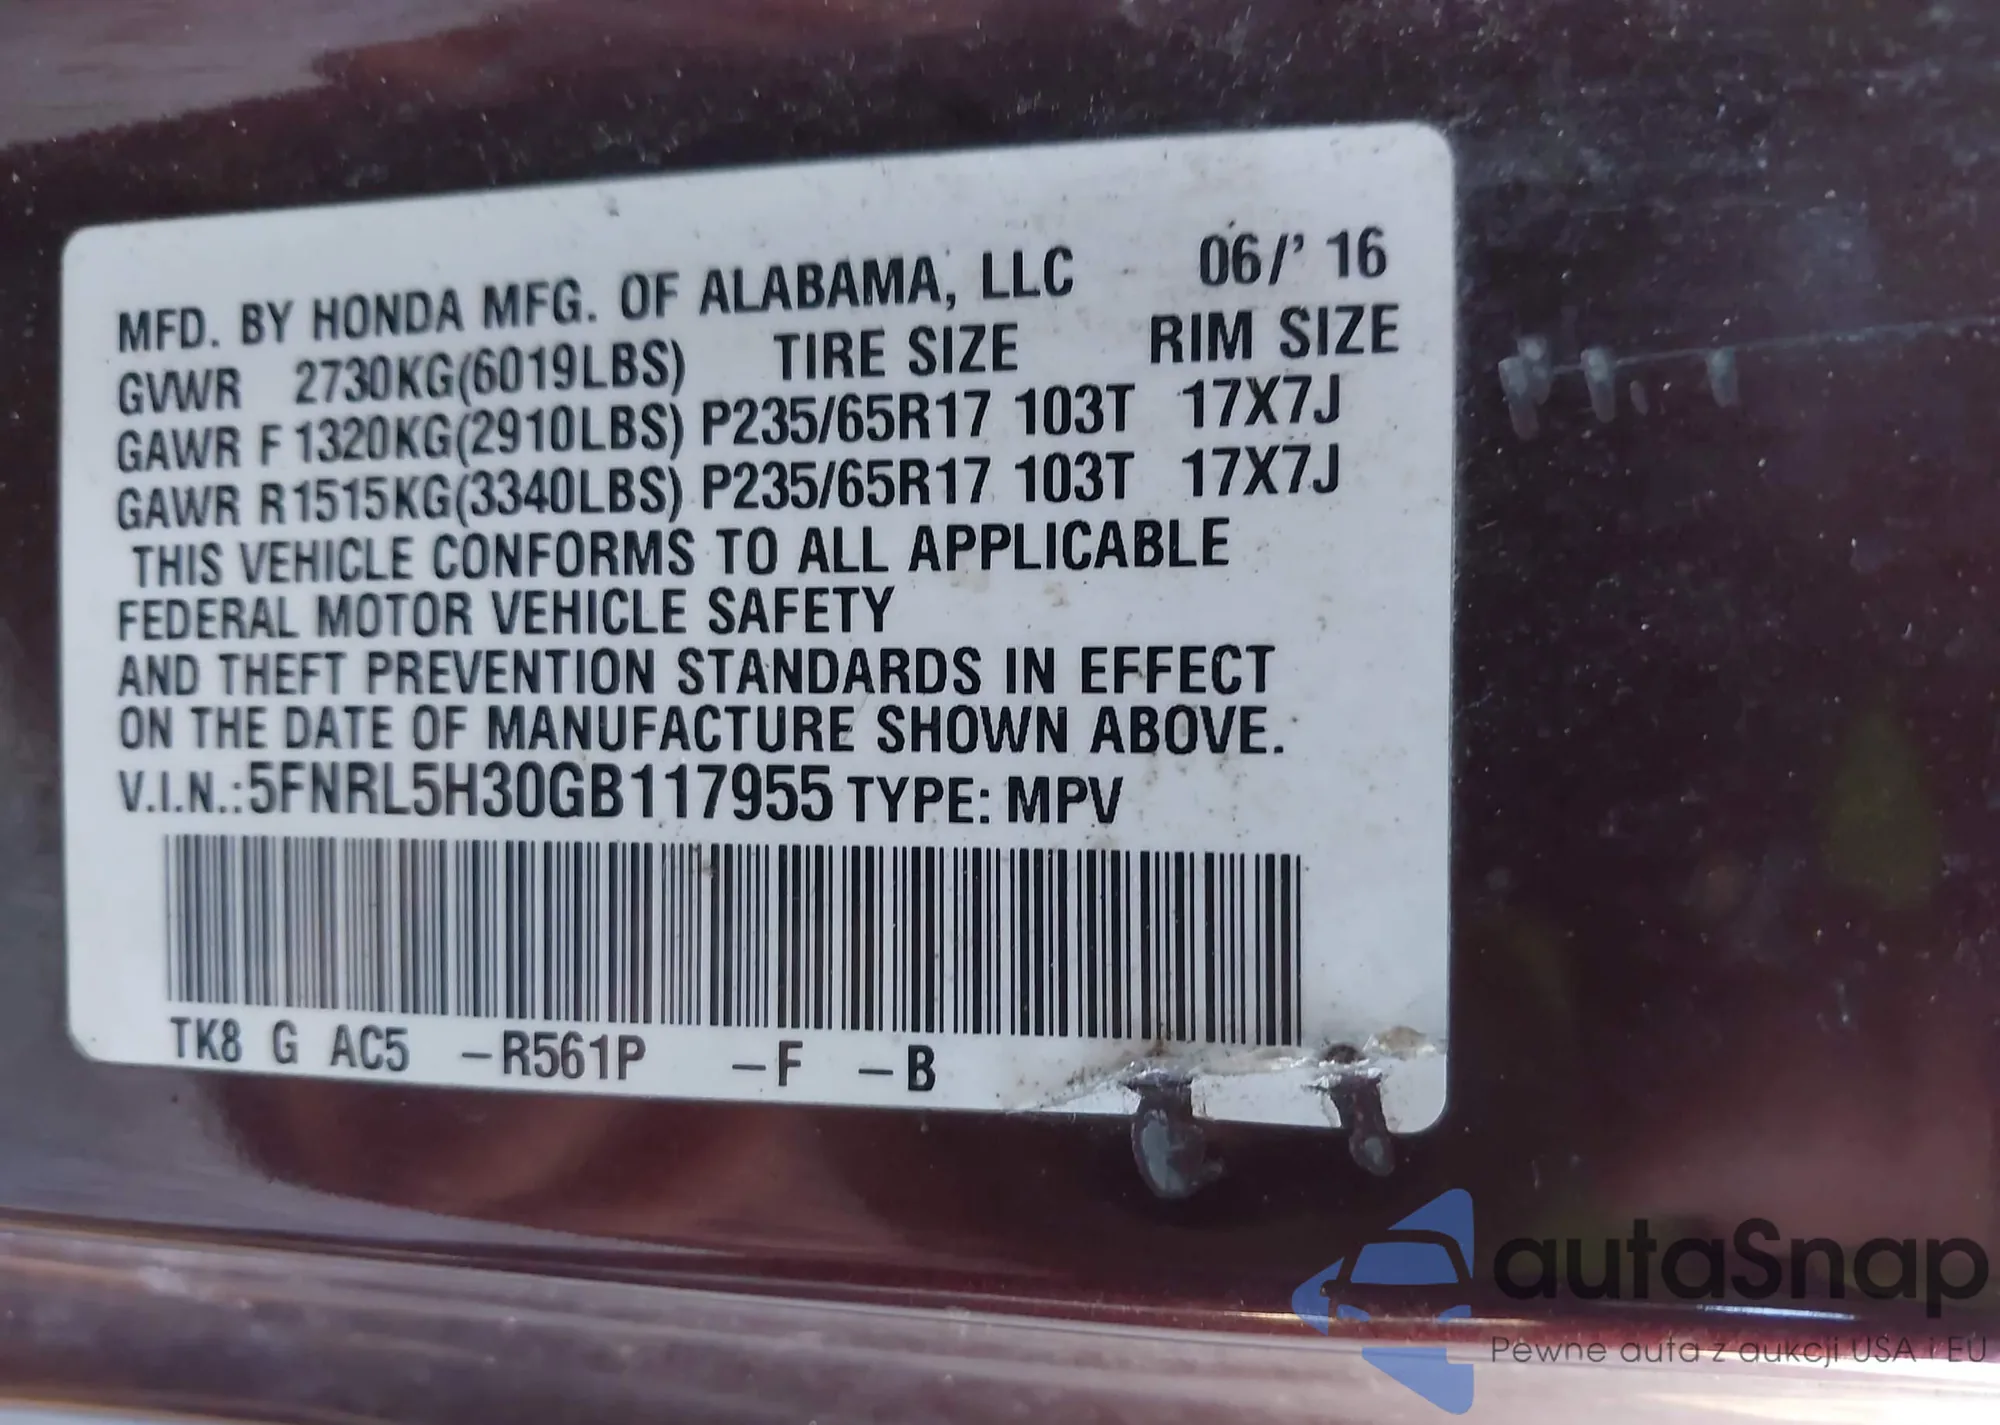 MFD. BY HONDA MFG. OF ALABAMA, LLC 06/' 16
GVWR 2730KG(6019LBS) TIRE SIZE RIM SIZE
GAWR F 1320KG(2910LBS) P235/65R17 103T 17X7J
GAWR R1515KG(3340LBS) P235/65R17 103T 17X7J
THIS VEHICLE CONFORMS TO ALL APPLICABLE
FEDERAL MOTOR VEHICLE SAFETY
AND THEFT PREVENTION STANDARDS IN EFFECT
ON THE DATE OF MANUFACTURE SHOWN ABOVE.
V.I.N.:5FNRL5H30GB117955 TYPE: MPV
TK8 G AC5 –R561P –F –B
autaSnap
Pewne auta z aukcji USA i EU